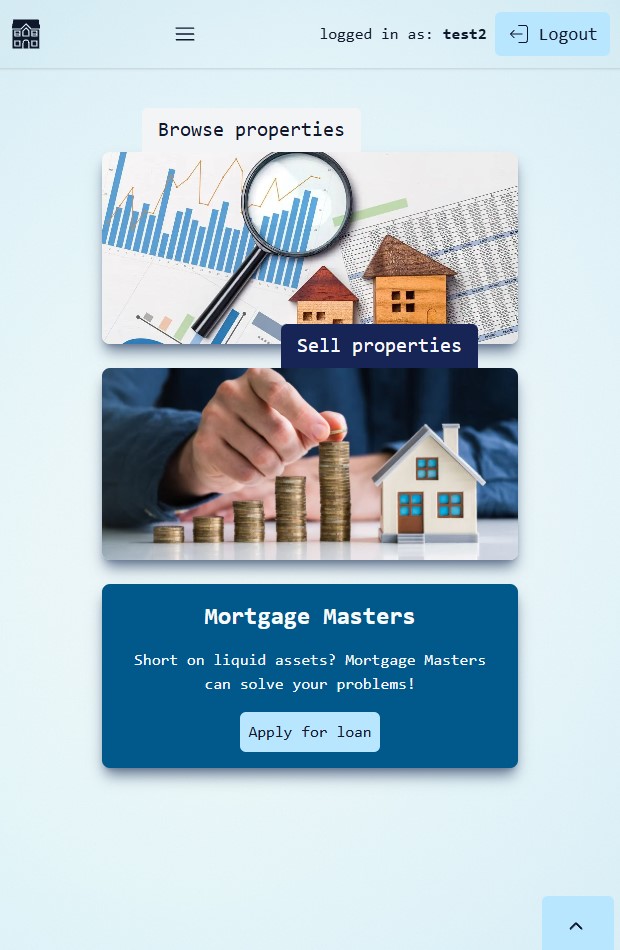 logged in as: test2
Logout
Browse properties
Sell properties
Mortgage Masters
Short on liquid assets? Mortgage Masters
can solve your problems!
Apply for loan